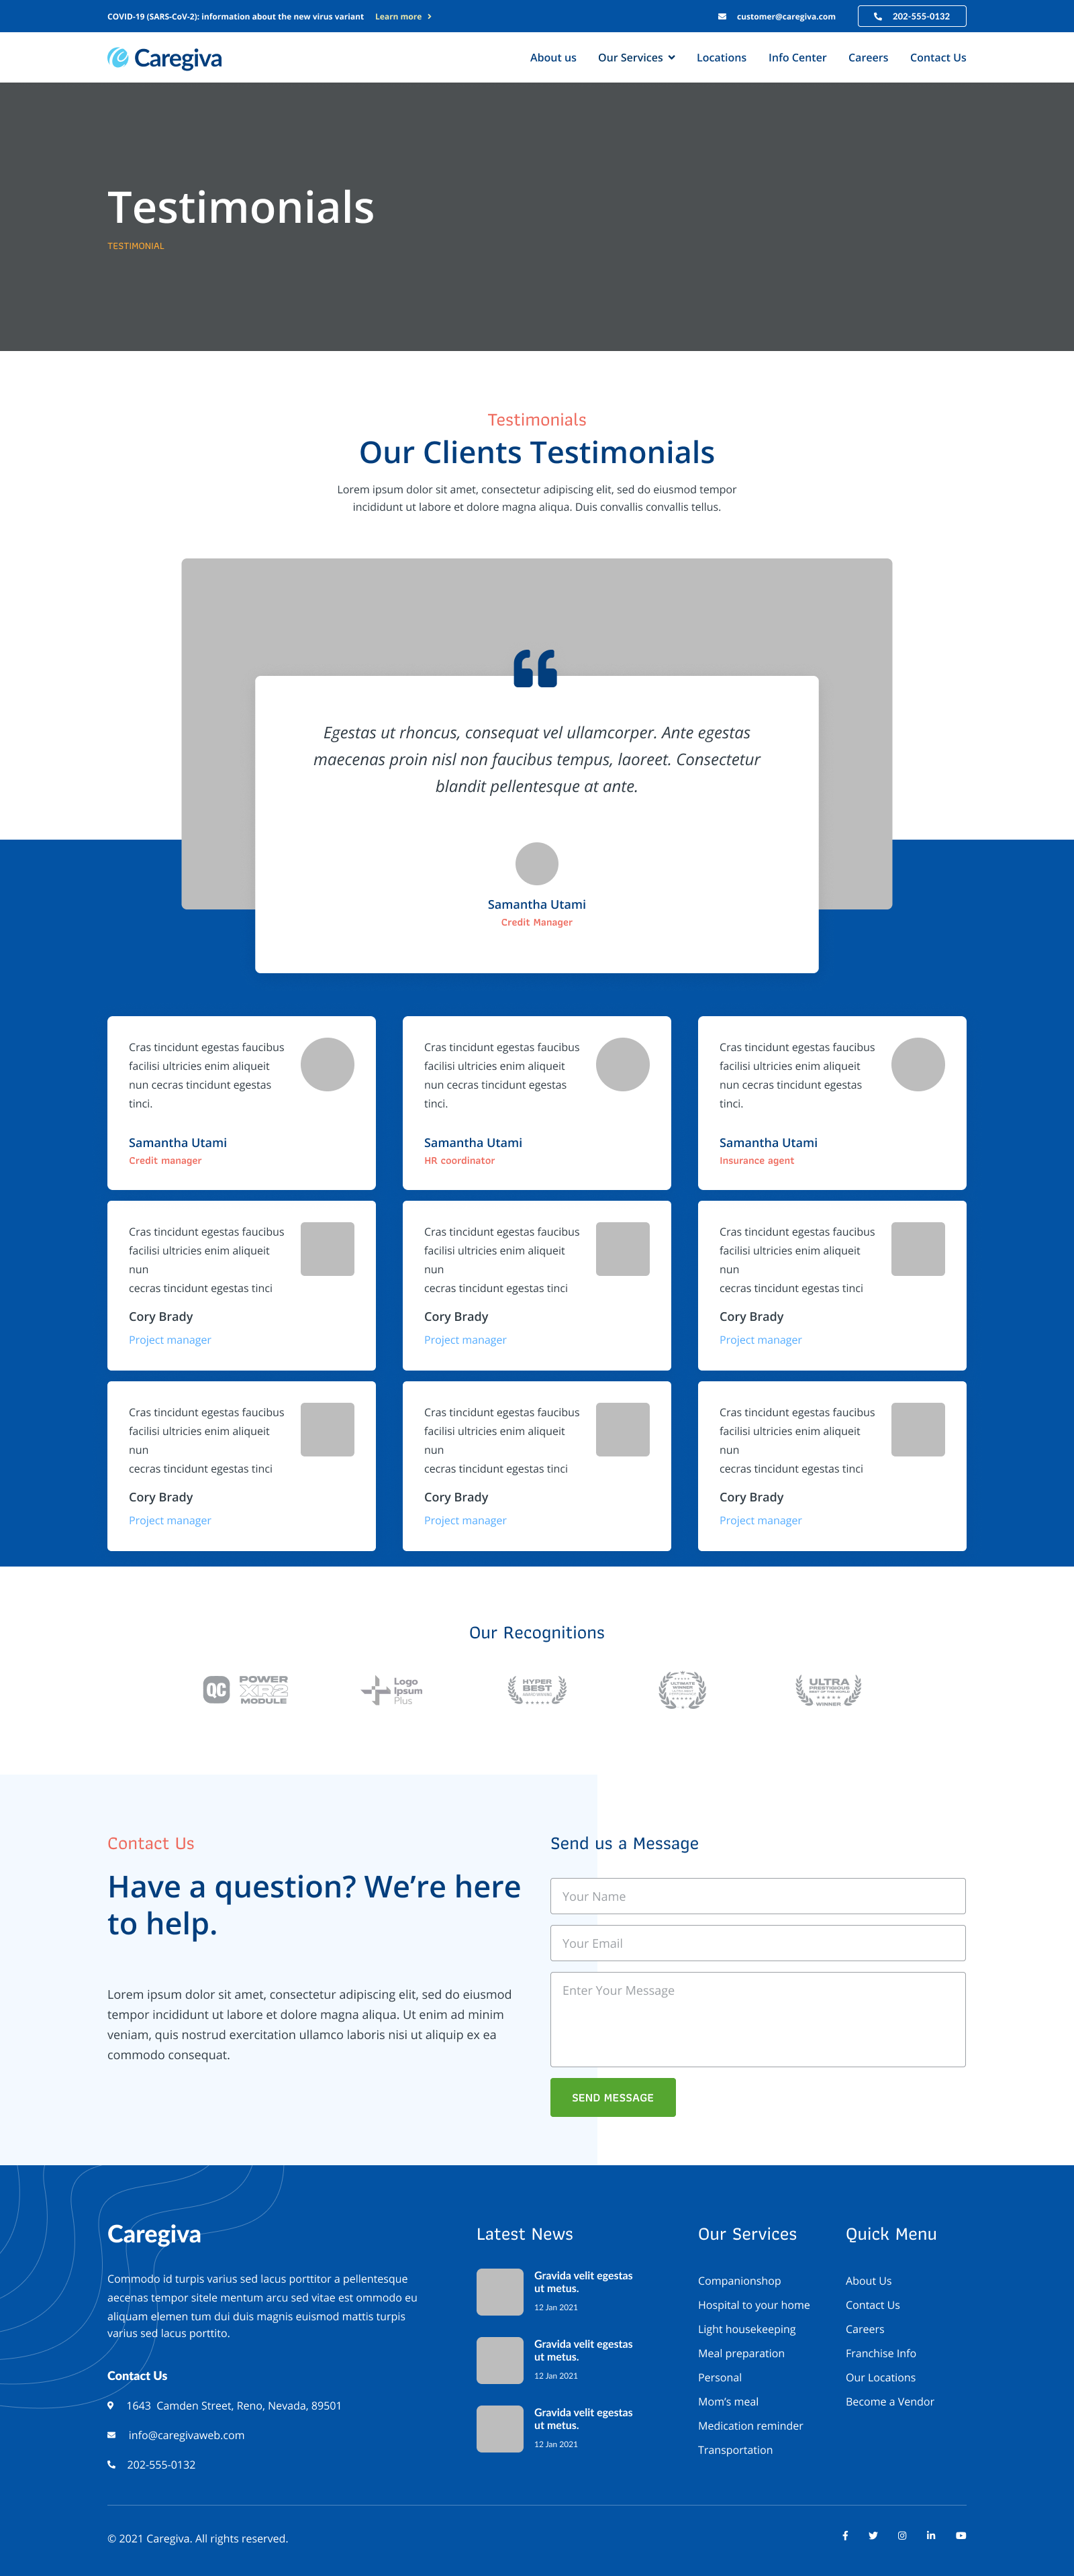 COVID-19 (SARS-CoV-2): information about the new virus variant Learn more
customer@caregiva.com
202-555-0132
Caregiva
About us Our Services Locations Info Center Careers Contact Us
Testimonials
TESTIMONIAL
Testimonials
Our Clients Testimonials
Lorem ipsum dolor sit amet, consectetur adipiscing elit, sed do eiusmod tempor
incididunt ut labore et dolore magna aliqua. Duis convallis convallis tellus.
Egestas ut rhoncus, consequat vel ullamcorper. Ante egestas
maecenas proin nisl non faucibus tempus, laoreet. Consectetur
blandit pellentesque at ante.
Samantha Utami
Credit Manager
Cras tincidunt egestas faucibus
facilisi ultricies enim aliqueit
nun cecras tincidunt egestas
tinci.
Samantha Utami
Credit manager
Cras tincidunt egestas faucibus
facilisi ultricies enim aliqueit
nun cecras tincidunt egestas
tinci.
Samantha Utami
HR coordinator
Cras tincidunt egestas faucibus
facilisi ultricies enim aliqueit
nun cecras tincidunt egestas
tinci.
Samantha Utami
Insurance agent
Cras tincidunt egestas faucibus
facilisi ultricies enim aliqueit
nun
cecras tincidunt egestas tinci
Cory Brady
Project manager
Cras tincidunt egestas faucibus
facilisi ultricies enim aliqueit
nun
cecras tincidunt egestas tinci
Cory Brady
Project manager
Cras tincidunt egestas faucibus
facilisi ultricies enim aliqueit
nun
cecras tincidunt egestas tinci
Cory Brady
Project manager
Cras tincidunt egestas faucibus
facilisi ultricies enim aliqueit
nun
cecras tincidunt egestas tinci
Cory Brady
Project manager
Cras tincidunt egestas faucibus
facilisi ultricies enim aliqueit
nun
cecras tincidunt egestas tinci
Cory Brady
Project manager
Cras tincidunt egestas faucibus
facilisi ultricies enim aliqueit
nun
cecras tincidunt egestas tinci
Cory Brady
Project manager
Our Recognitions
QC
POWER
XR2
MODULE
Logo
Ipsum
Plus
HYPER
BEST
ULTIMATE
WINNER
ULTRA
PRESTIGIOUS
WINNER
Contact Us
Have a question? We’re here
to help.
Lorem ipsum dolor sit amet, consectetur adipiscing elit, sed do eiusmod
tempor incididunt ut labore et dolore magna aliqua. Ut enim ad minim
veniam, quis nostrud exercitation ullamco laboris nisi ut aliquip ex ea
commodo consequat.
Send us a Message
Your Name
Your Email
Enter Your Message
SEND MESSAGE
Caregiva
Commodo id turpis varius sed lacus porttitor a pellentesque
aecenas tempor sitele mentum arcu sed vitae est ommodo eu
aliquam elemen tum dui duis magnis euismod mattis turpis
varius sed lacus porttito.
Contact Us
1643 Camden Street, Reno, Nevada, 89501
info@caregivaweb.com
202-555-0132
Latest News
Gravida velit egestas
ut metus.
12 Jan 2021
Gravida velit egestas
ut metus.
12 Jan 2021
Gravida velit egestas
ut metus.
12 Jan 2021
Our Services
Companionshop
Hospital to your home
Light housekeeping
Meal preparation
Personal
Mom’s meal
Medication reminder
Transportation
Quick Menu
About Us
Contact Us
Careers
Franchise Info
Our Locations
Become a Vendor
© 2021 Caregiva. All rights reserved.